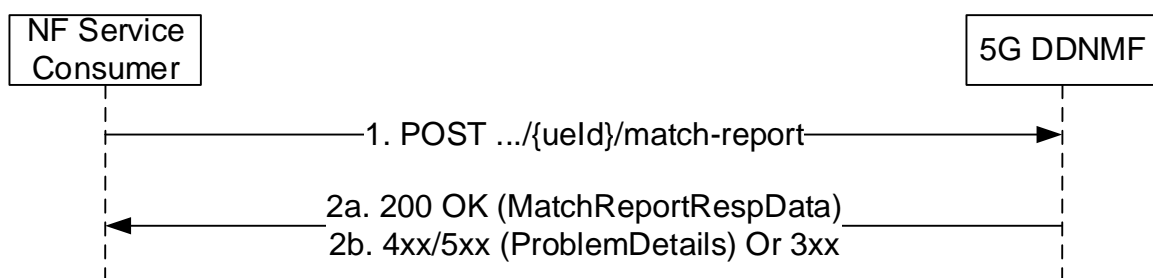 NF Service
Consumer
5G DDNMF
1. POST .../{ueId}/match-report
2a. 200 OK (MatchReportRespData)
2b. 4xx/5xx (ProblemDetails) Or 3xx